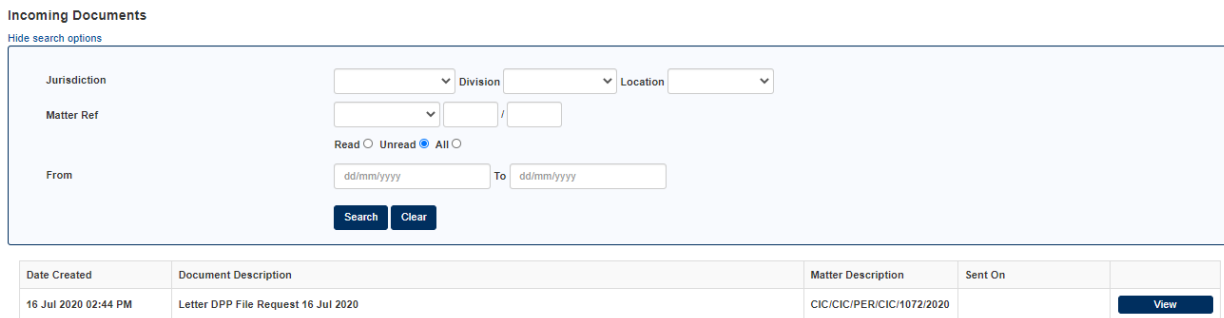 Incoming Documents
Hide search options
Jurisdiction Division Location
Matter Ref /
Read Unread All
From dd/mm/yyyy To dd/mm/yyyy
Search Clear
Date Created Document Description Matter Description Sent On
16 Jul 2020 02:44 PM Letter DPP File Request 16 Jul 2020 CIC/CIC/PER/CIC/1072/2020 View